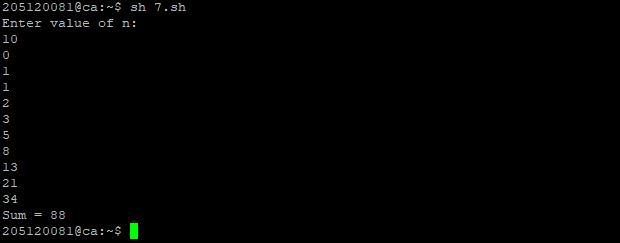 205120081@ca:~$ sh 7.sh
Enter value of n:
10
0
1
1
2
3
5
8
13
21
34
Sum = 88
205120081@ca:~$